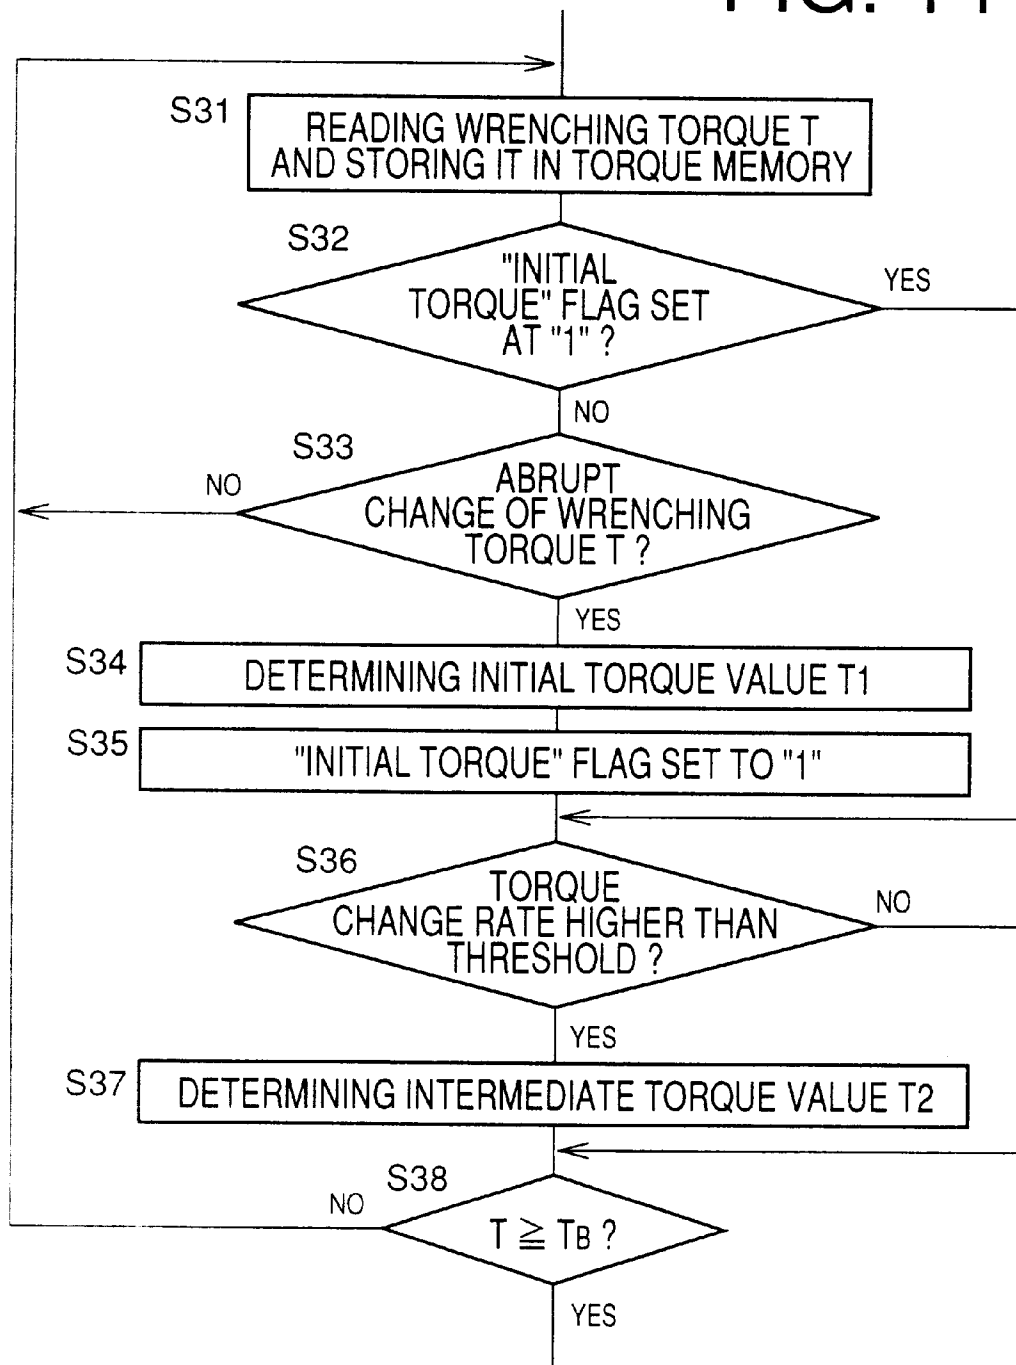 FIG. 11
S31
READING WRENCHING TORQUE T
AND STORING IT IN TORQUE MEMORY
S32
"INITIAL
TORQUE" FLAG SET
AT "1" ?
YES
NO
S33
ABRUPT
CHANGE OF WRENCHING
TORQUE T ?
NO
YES
S34
DETERMINING INITIAL TORQUE VALUE T1
S35
"INITIAL TORQUE" FLAG SET TO "1"
S36
TORQUE
CHANGE RATE HIGHER THAN
THRESHOLD ?
NO
YES
S37
DETERMINING INTERMEDIATE TORQUE VALUE T2
S38
NO
T ≧ TB ?
YES